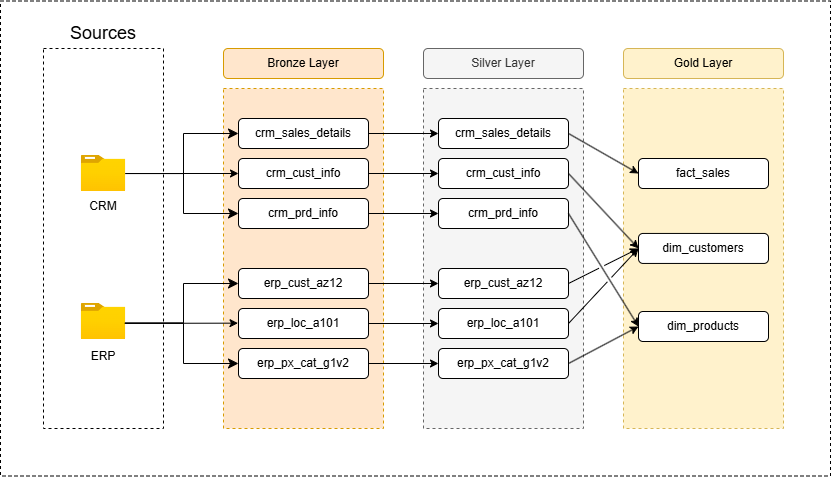 Sources
Bronze Layer
Silver Layer
Gold Layer
CRM
ERP
crm_sales_details
crm_cust_info
crm_prd_info
erp_cust_az12
erp_loc_a101
erp_px_cat_g1v2
crm_sales_details
crm_cust_info
crm_prd_info
erp_cust_az12
erp_loc_a101
erp_px_cat_g1v2
fact_sales
dim_customers
dim_products